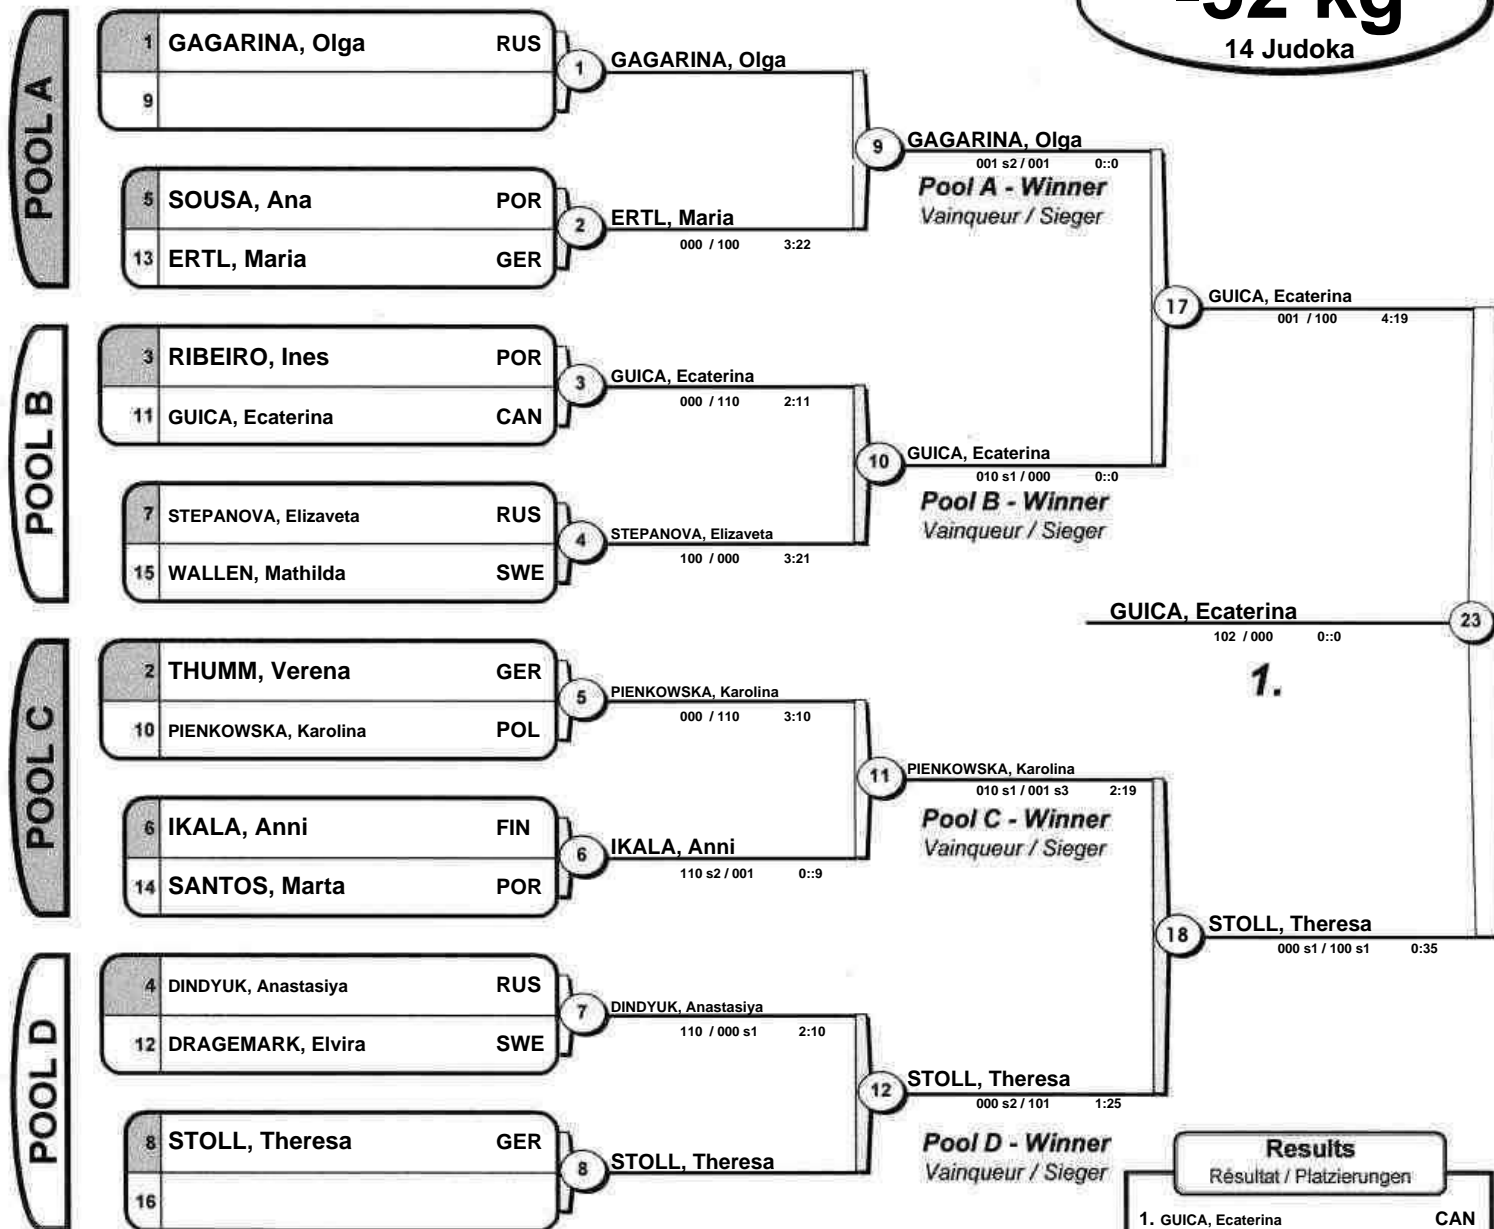 -52 kg
14 Judoka
POOL A
1 GAGARINA, Olga RUS
9
1 GAGARINA, Olga
5 SOUSA, Ana POR
13 ERTL, Maria GER
2 ERTL, Maria
000 / 100 3:22
9 GAGARINA, Olga
001 s2 / 001 0::0
Pool A - Winner
Vainqueur / Sieger
POOL B
3 RIBEIRO, Ines POR
11 GUICA, Ecaterina CAN
3 GUICA, Ecaterina
000 / 110 2:11
7 STEPANOVA, Elizaveta RUS
15 WALLEN, Mathilda SWE
4 STEPANOVA, Elizaveta
100 / 000 3:21
10 GUICA, Ecaterina
010 s1 / 000 0::0
Pool B - Winner
Vainqueur / Sieger
17 GUICA, Ecaterina
001 / 100 4:19
GUICA, Ecaterina 23
102 / 000 0::0
1.
POOL C
2 THUMM, Verena GER
10 PIENKOWSKA, Karolina POL
5 PIENKOWSKA, Karolina
000 / 110 3:10
6 IKALA, Anni FIN
14 SANTOS, Marta POR
6 IKALA, Anni
110 s2 / 001 0::9
11 PIENKOWSKA, Karolina
010 s1 / 001 s3 2:19
Pool C - Winner
Vainqueur / Sieger
POOL D
4 DINDYUK, Anastasiya RUS
12 DRAGEMARK, Elvira SWE
7 DINDYUK, Anastasiya
110 / 000 s1 2:10
8 STOLL, Theresa GER
16
8 STOLL, Theresa
12 STOLL, Theresa
000 s2 / 101 1:25
Pool D - Winner
Vainqueur / Sieger
18 STOLL, Theresa
000 s1 / 100 s1 0:35
Results
Résultat / Platzierungen
1. GUICA, Ecaterina CAN